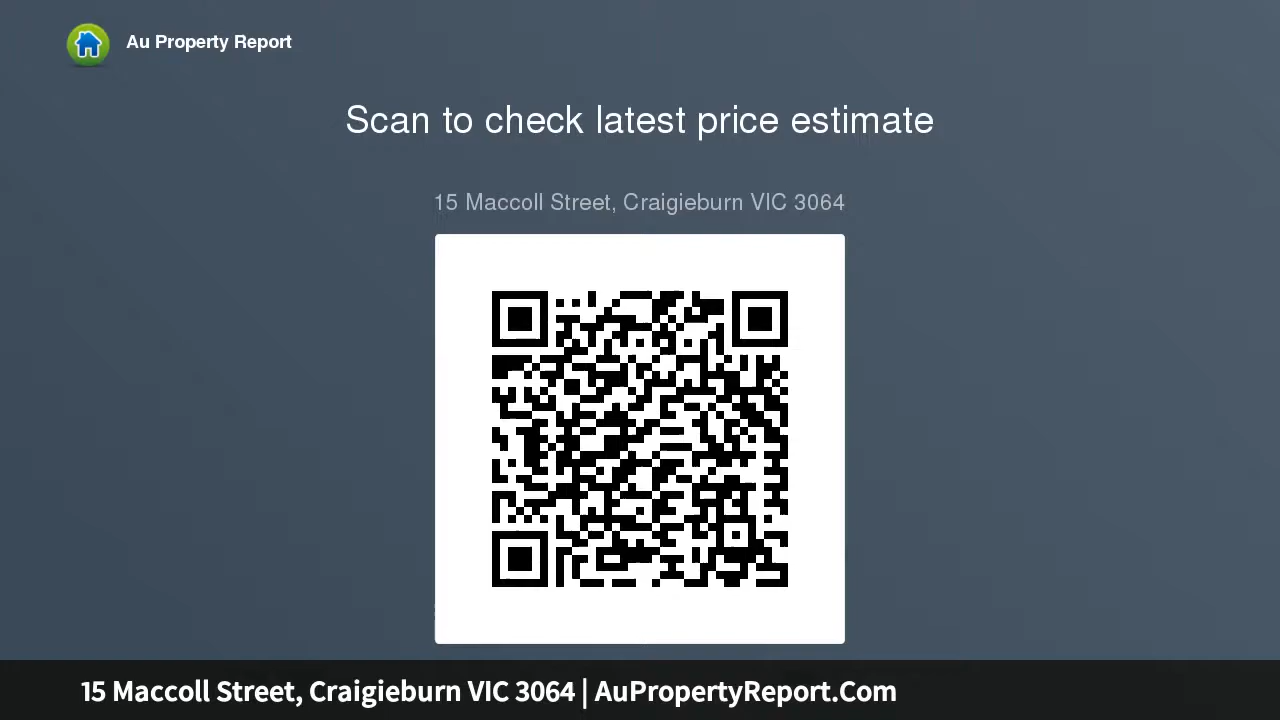 Au Property Report
Scan to check latest price estimate
15 Maccoll Street, Craigieburn VIC 3064
15 Maccoll Street, Craigieburn VIC 3064 | AuPropertyReport.Com